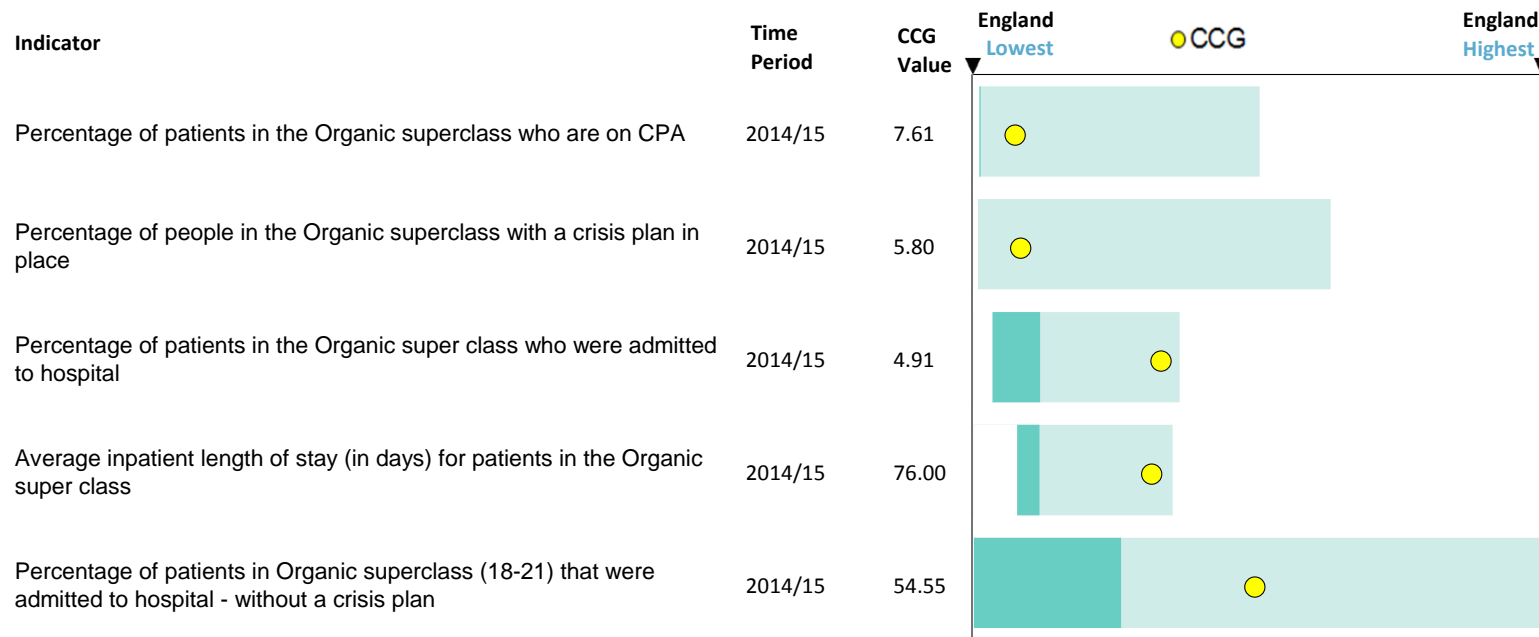 Indicator
Time
Period
CCG
Value
England
Lowest
CCG
England
Highest
Percentage of patients in the Organic superclass who are on CPA
2014/15
7.61
Percentage of people in the Organic superclass with a crisis plan in
place
2014/15
5.80
Percentage of patients in the Organic super class who were admitted
to hospital
2014/15
4.91
Average inpatient length of stay (in days) for patients in the Organic
super class
2014/15
76.00
Percentage of patients in Organic superclass (18-21) that were
admitted to hospital - without a crisis plan
2014/15
54.55